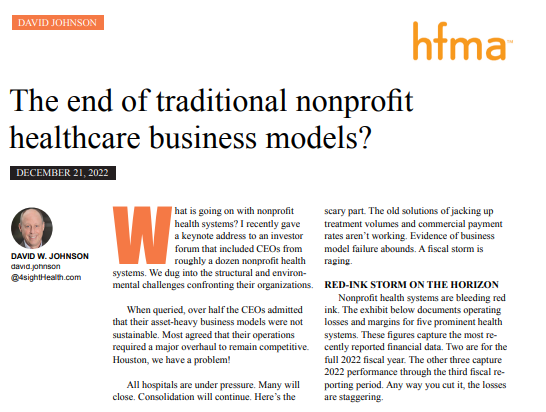 DAVID JOHNSON
hfma™
The end of traditional nonprofit
healthcare business models?
DECEMBER 21, 2022
DAVID W. JOHNSON
david.johnson
@4sightHealth.com
What is going on with nonprofit
health systems? I recently gave
a keynote address to an investor
forum that included CEOs from
roughly a dozen nonprofit health
systems. We dug into the structural and environ-
mental challenges confronting their organizations.
When queried, over half the CEOs admitted
that their asset-heavy business models were not
sustainable. Most agreed that their operations
required a major overhaul to remain competitive.
Houston, we have a problem!
All hospitals are under pressure. Many will
close. Consolidation will continue. Here's the
scary part. The old solutions of jacking up
treatment volumes and commercial payment
rates aren't working. Evidence of business
model failure abounds. A fiscal storm is
raging.
RED-INK STORM ON THE HORIZON
Nonprofit health systems are bleeding red
ink. The exhibit below documents operating
losses and margins for five prominent health
systems. These figures capture the most re-
cently reported financial data. Two are for the
full 2022 fiscal year. The other three capture
2022 performance through the third fiscal re-
porting period. Any way you cut it, the losses
are staggering.